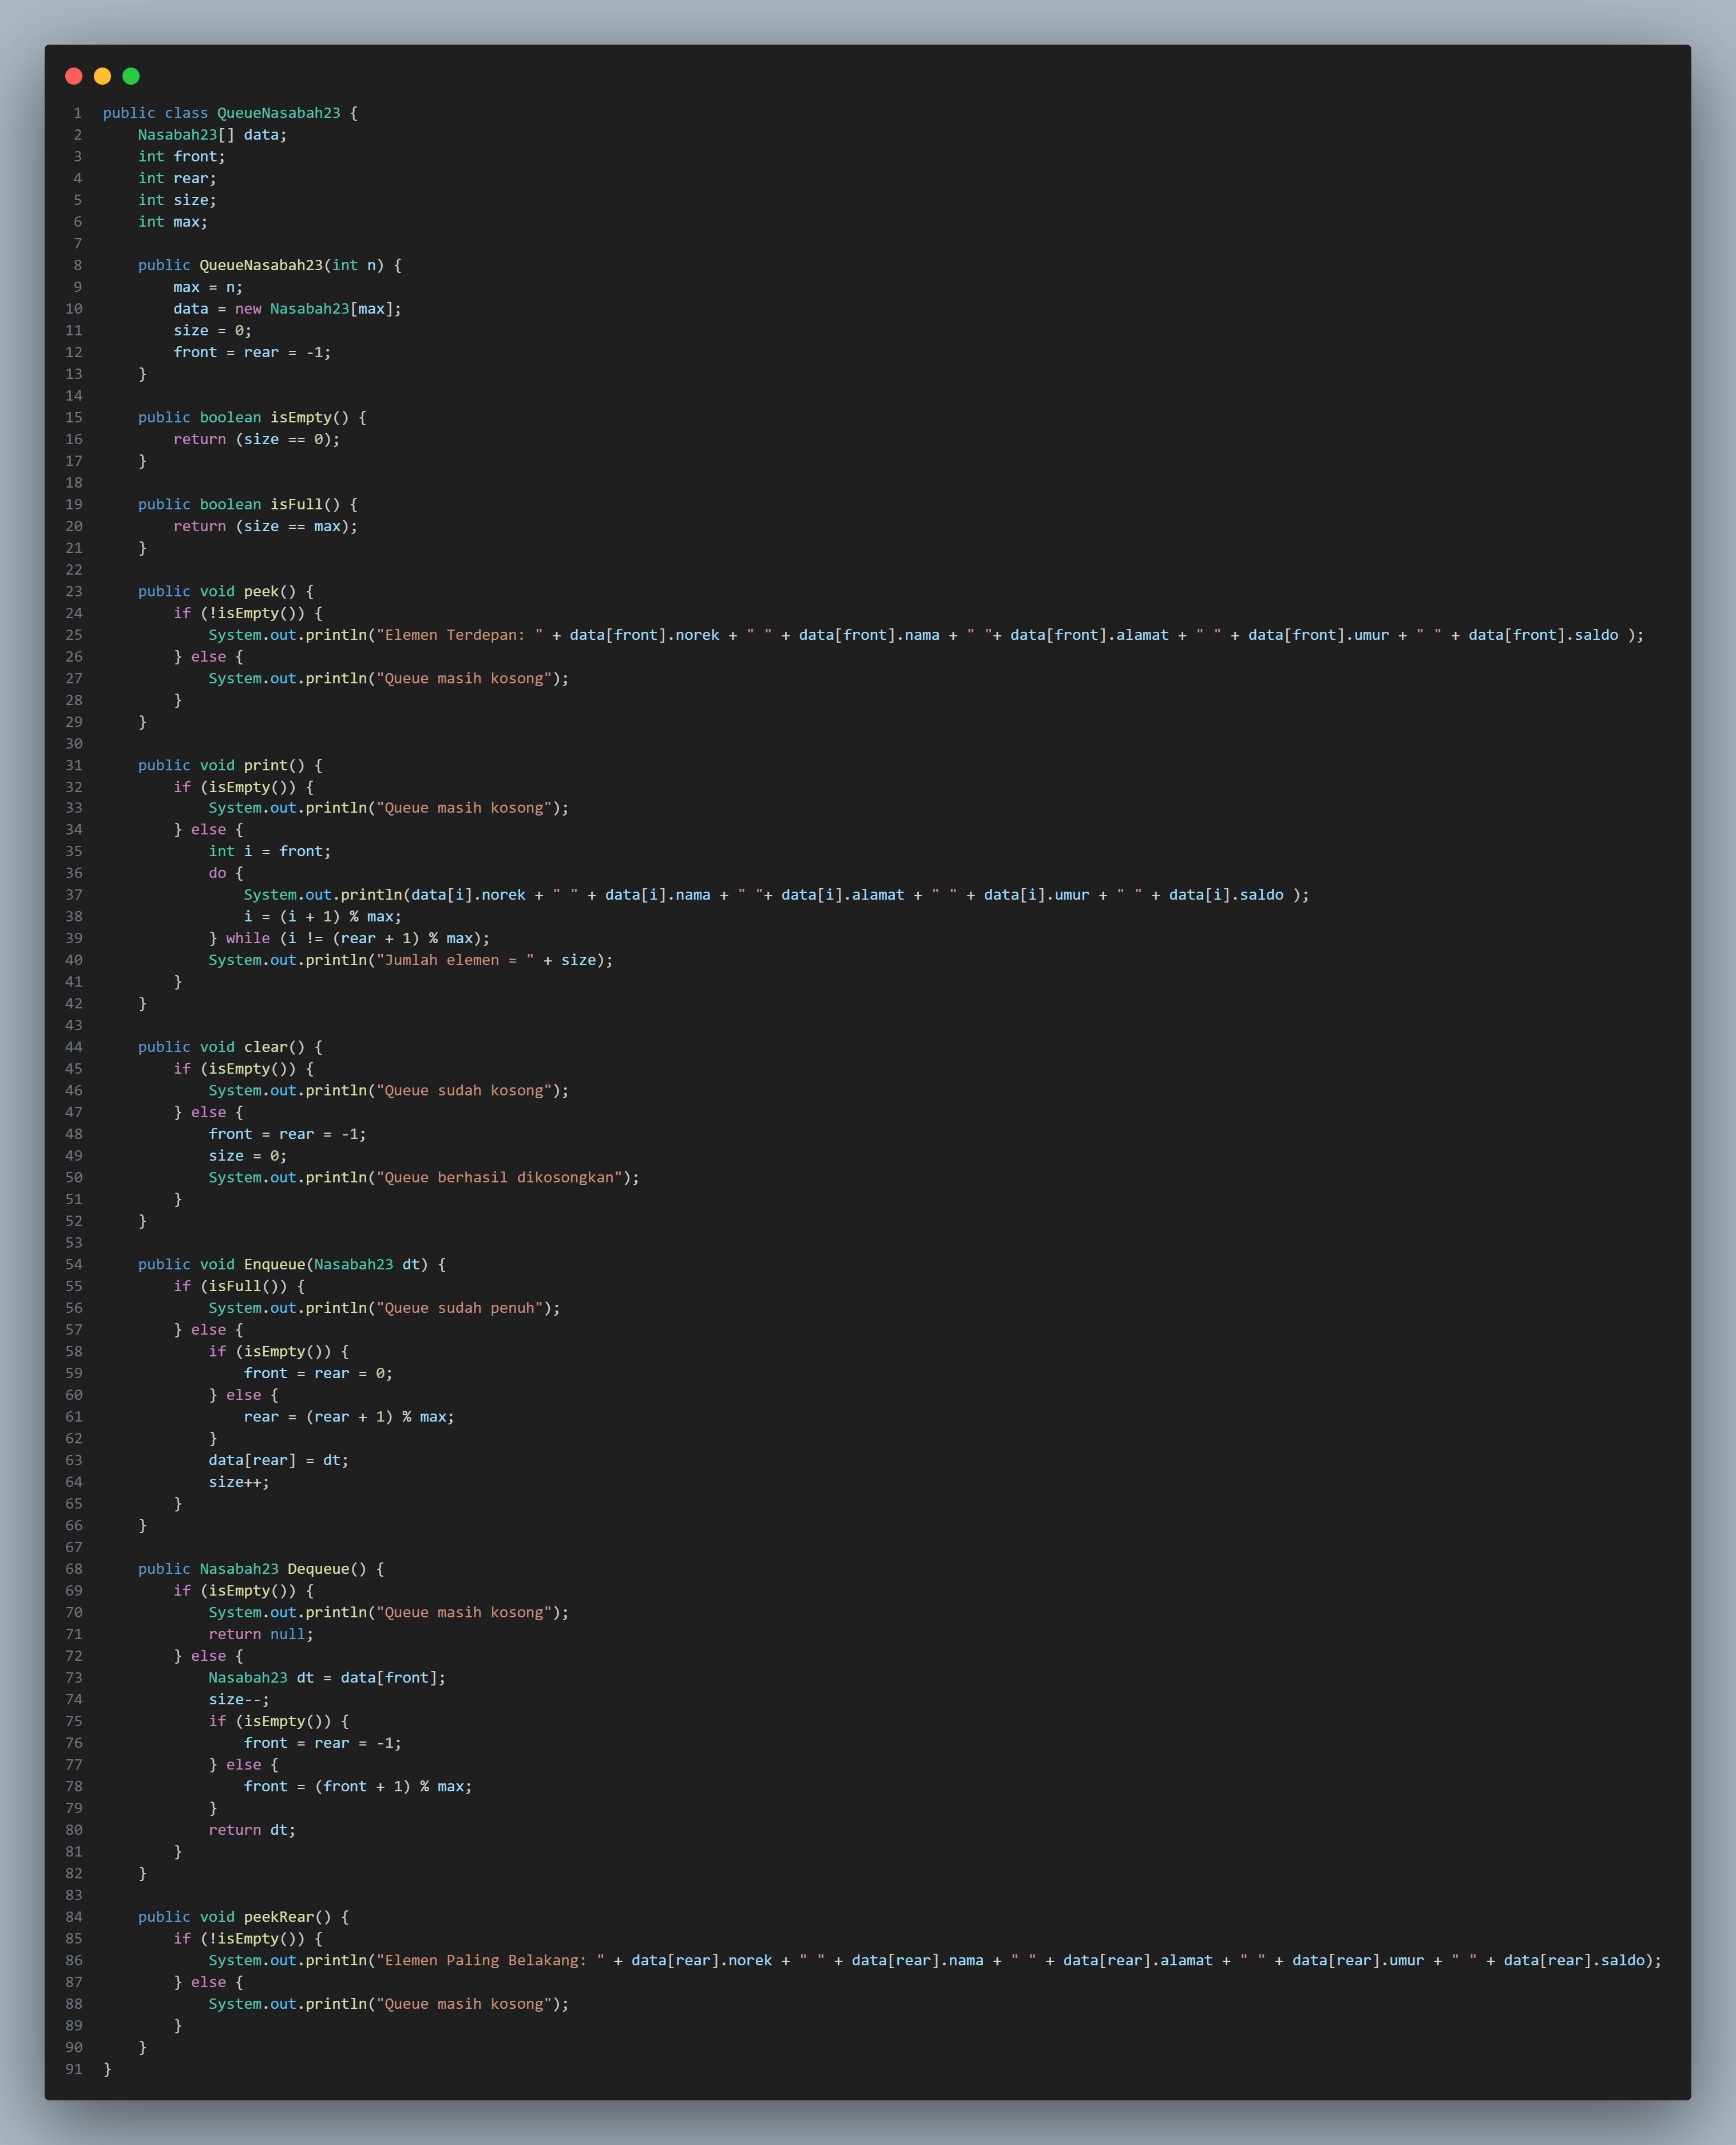 1 public class QueueNasabah23 {
2     Nasabah23[] data;
3     int front;
4     int rear;
5     int size;
6     int max;
7
8     public QueueNasabah23(int n) {
9         max = n;
10         data = new Nasabah23[max];
11         size = 0;
12         front = rear = -1;
13     }
14
15     public boolean isEmpty() {
16         return (size == 0);
17     }
18
19     public boolean isFull() {
20         return (size == max);
21     }
22
23     public void peek() {
24         if (!isEmpty()) {
25             System.out.println("Elemen Terdepan: " + data[front].norek + " " + data[front].nama + " "+ data[front].alamat + " " + data[front].umur + " " + data[front].saldo );
26         } else {
27             System.out.println("Queue masih kosong");
28         }
29     }
30
31     public void print() {
32         if (isEmpty()) {
33             System.out.println("Queue masih kosong");
34         } else {
35             int i = front;
36             do {
37                 System.out.println(data[i].norek + " " + data[i].nama + " "+ data[i].alamat + " " + data[i].umur + " " + data[i].saldo );
38                 i = (i + 1) % max;
39             } while (i != (rear + 1) % max);
40             System.out.println("Jumlah elemen = " + size);
41         }
42     }
43
44     public void clear() {
45         if (isEmpty()) {
46             System.out.println("Queue sudah kosong");
47         } else {
48             front = rear = -1;
49             size = 0;
50             System.out.println("Queue berhasil dikosongkan");
51         }
52     }
53
54     public void Enqueue(Nasabah23 dt) {
55         if (isFull()) {
56             System.out.println("Queue sudah penuh");
57         } else {
58             if (isEmpty()) {
59                 front = rear = 0;
60             } else {
61                 rear = (rear + 1) % max;
62             }
63             data[rear] = dt;
64             size++;
65         }
66     }
67
68     public Nasabah23 Dequeue() {
69         if (isEmpty()) {
70             System.out.println("Queue masih kosong");
71             return null;
72         } else {
73             Nasabah23 dt = data[front];
74             size--;
75             if (isEmpty()) {
76                 front = rear = -1;
77             } else {
78                 front = (front + 1) % max;
79             }
80             return dt;
81         }
82     }
83
84     public void peekRear() {
85         if (!isEmpty()) {
86             System.out.println("Elemen Paling Belakang: " + data[rear].norek + " " + data[rear].nama + " " + data[rear].alamat + " " + data[rear].umur + " " + data[rear].saldo);
87         } else {
88             System.out.println("Queue masih kosong");
89         }
90     }
91 }